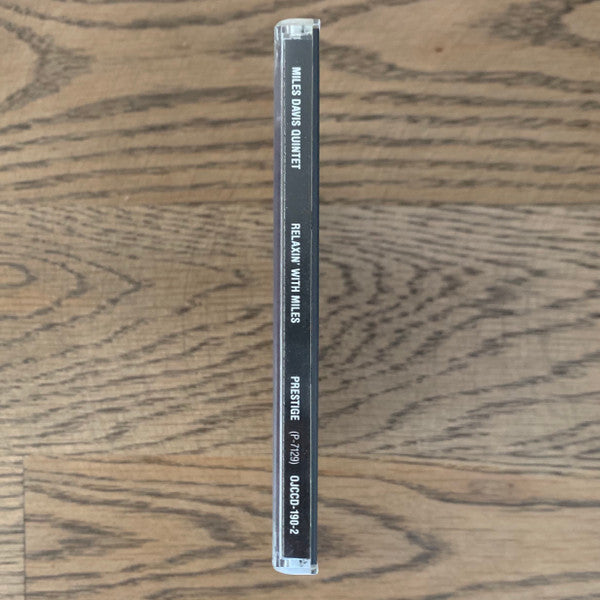 MILES DAVIS QUINTET RELAXIN' WITH MILES PRESTIGE (P-7129) OJCCD-190-2